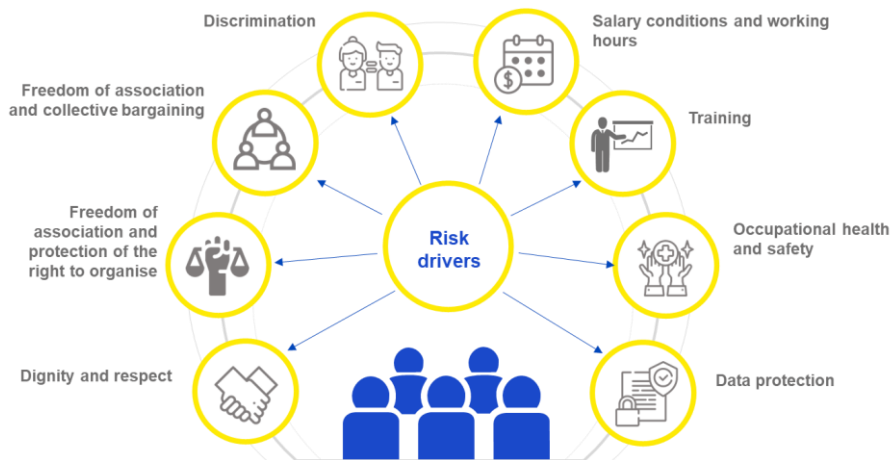 Discrimination
Salary conditions and working
hours
Freedom of association
and collective bargaining
Training
Freedom of
association and
protection of the
right to organise
Risk
drivers
Occupational health
and safety
Dignity and respect
Data protection
$